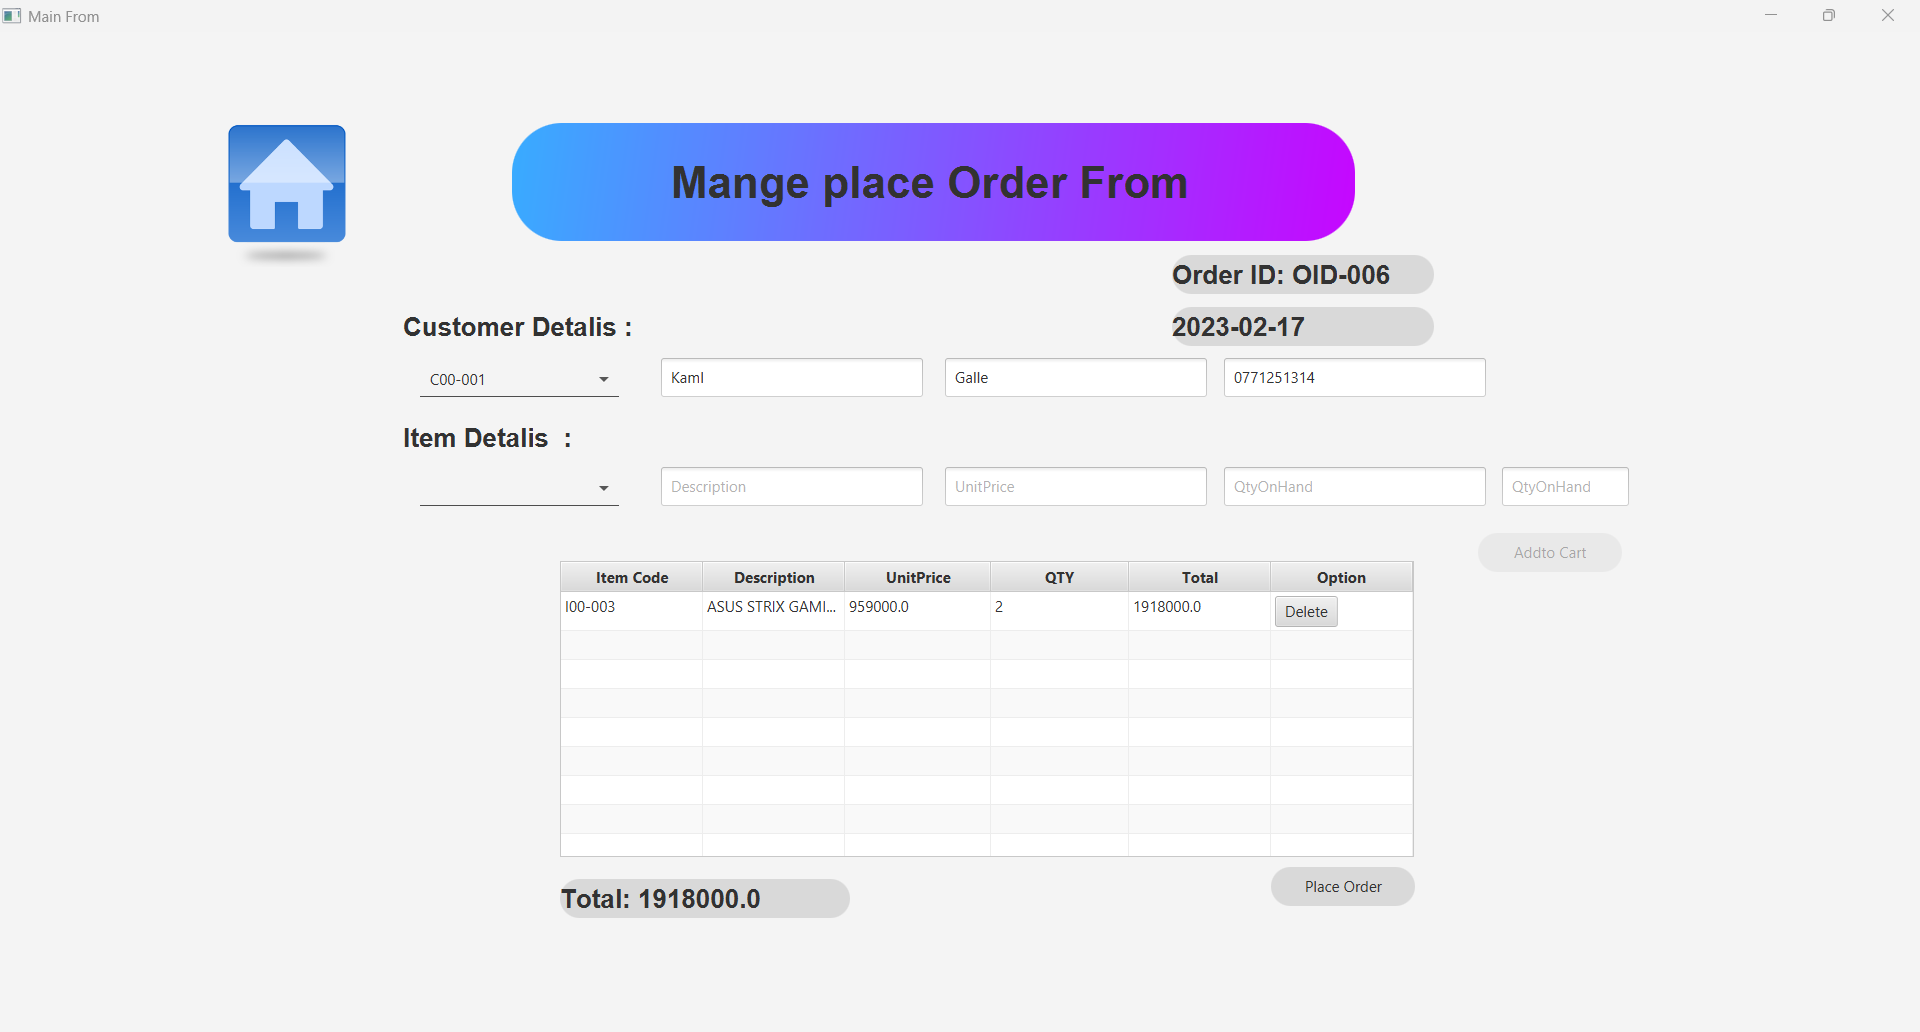 Main From
Mange place Order From
Order ID: OID-006
Customer Detalis :
2023-02-17
C00-001 Kaml Galle 0771251314
Item Detalis :
Description UnitPrice QtyOnHand QtyOnHand
Addto Cart
Item Code Description UnitPrice QTY Total Option
I00-003 ASUS STRIX GAMI... 959000.0 2 1918000.0 Delete
Place Order
Total: 1918000.0